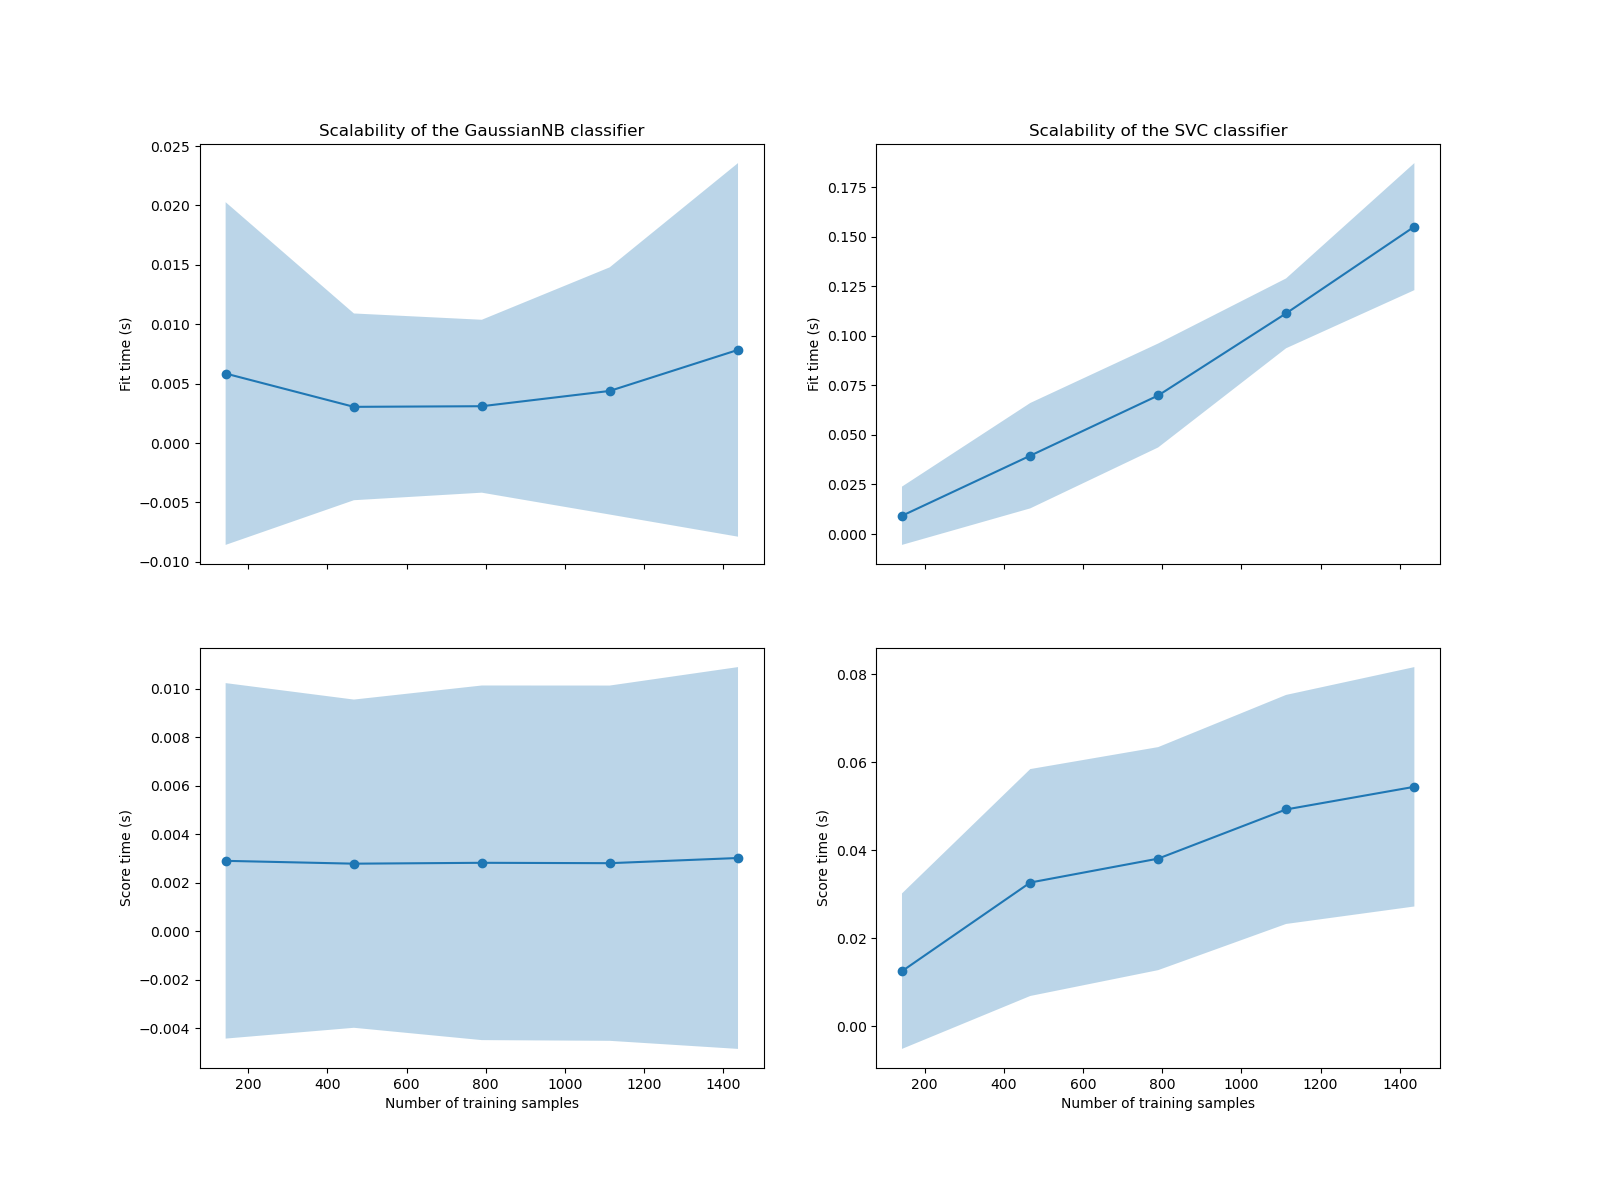 Scalability of the GaussianNB classifier
0.025
0.020
0.015
0.010
0.005
0.000
−0.005
−0.010
Fit time (s)
Scalability of the SVC classifier
0.175
0.150
0.125
0.100
0.075
0.050
0.025
0.000
Fit time (s)
0.010
0.008
0.006
0.004
0.002
0.000
−0.002
−0.004
Score time (s)
200 400 600 800 1000 1200 1400
Number of training samples
0.08
0.06
0.04
0.02
0.00
Score time (s)
200 400 600 800 1000 1200 1400
Number of training samples